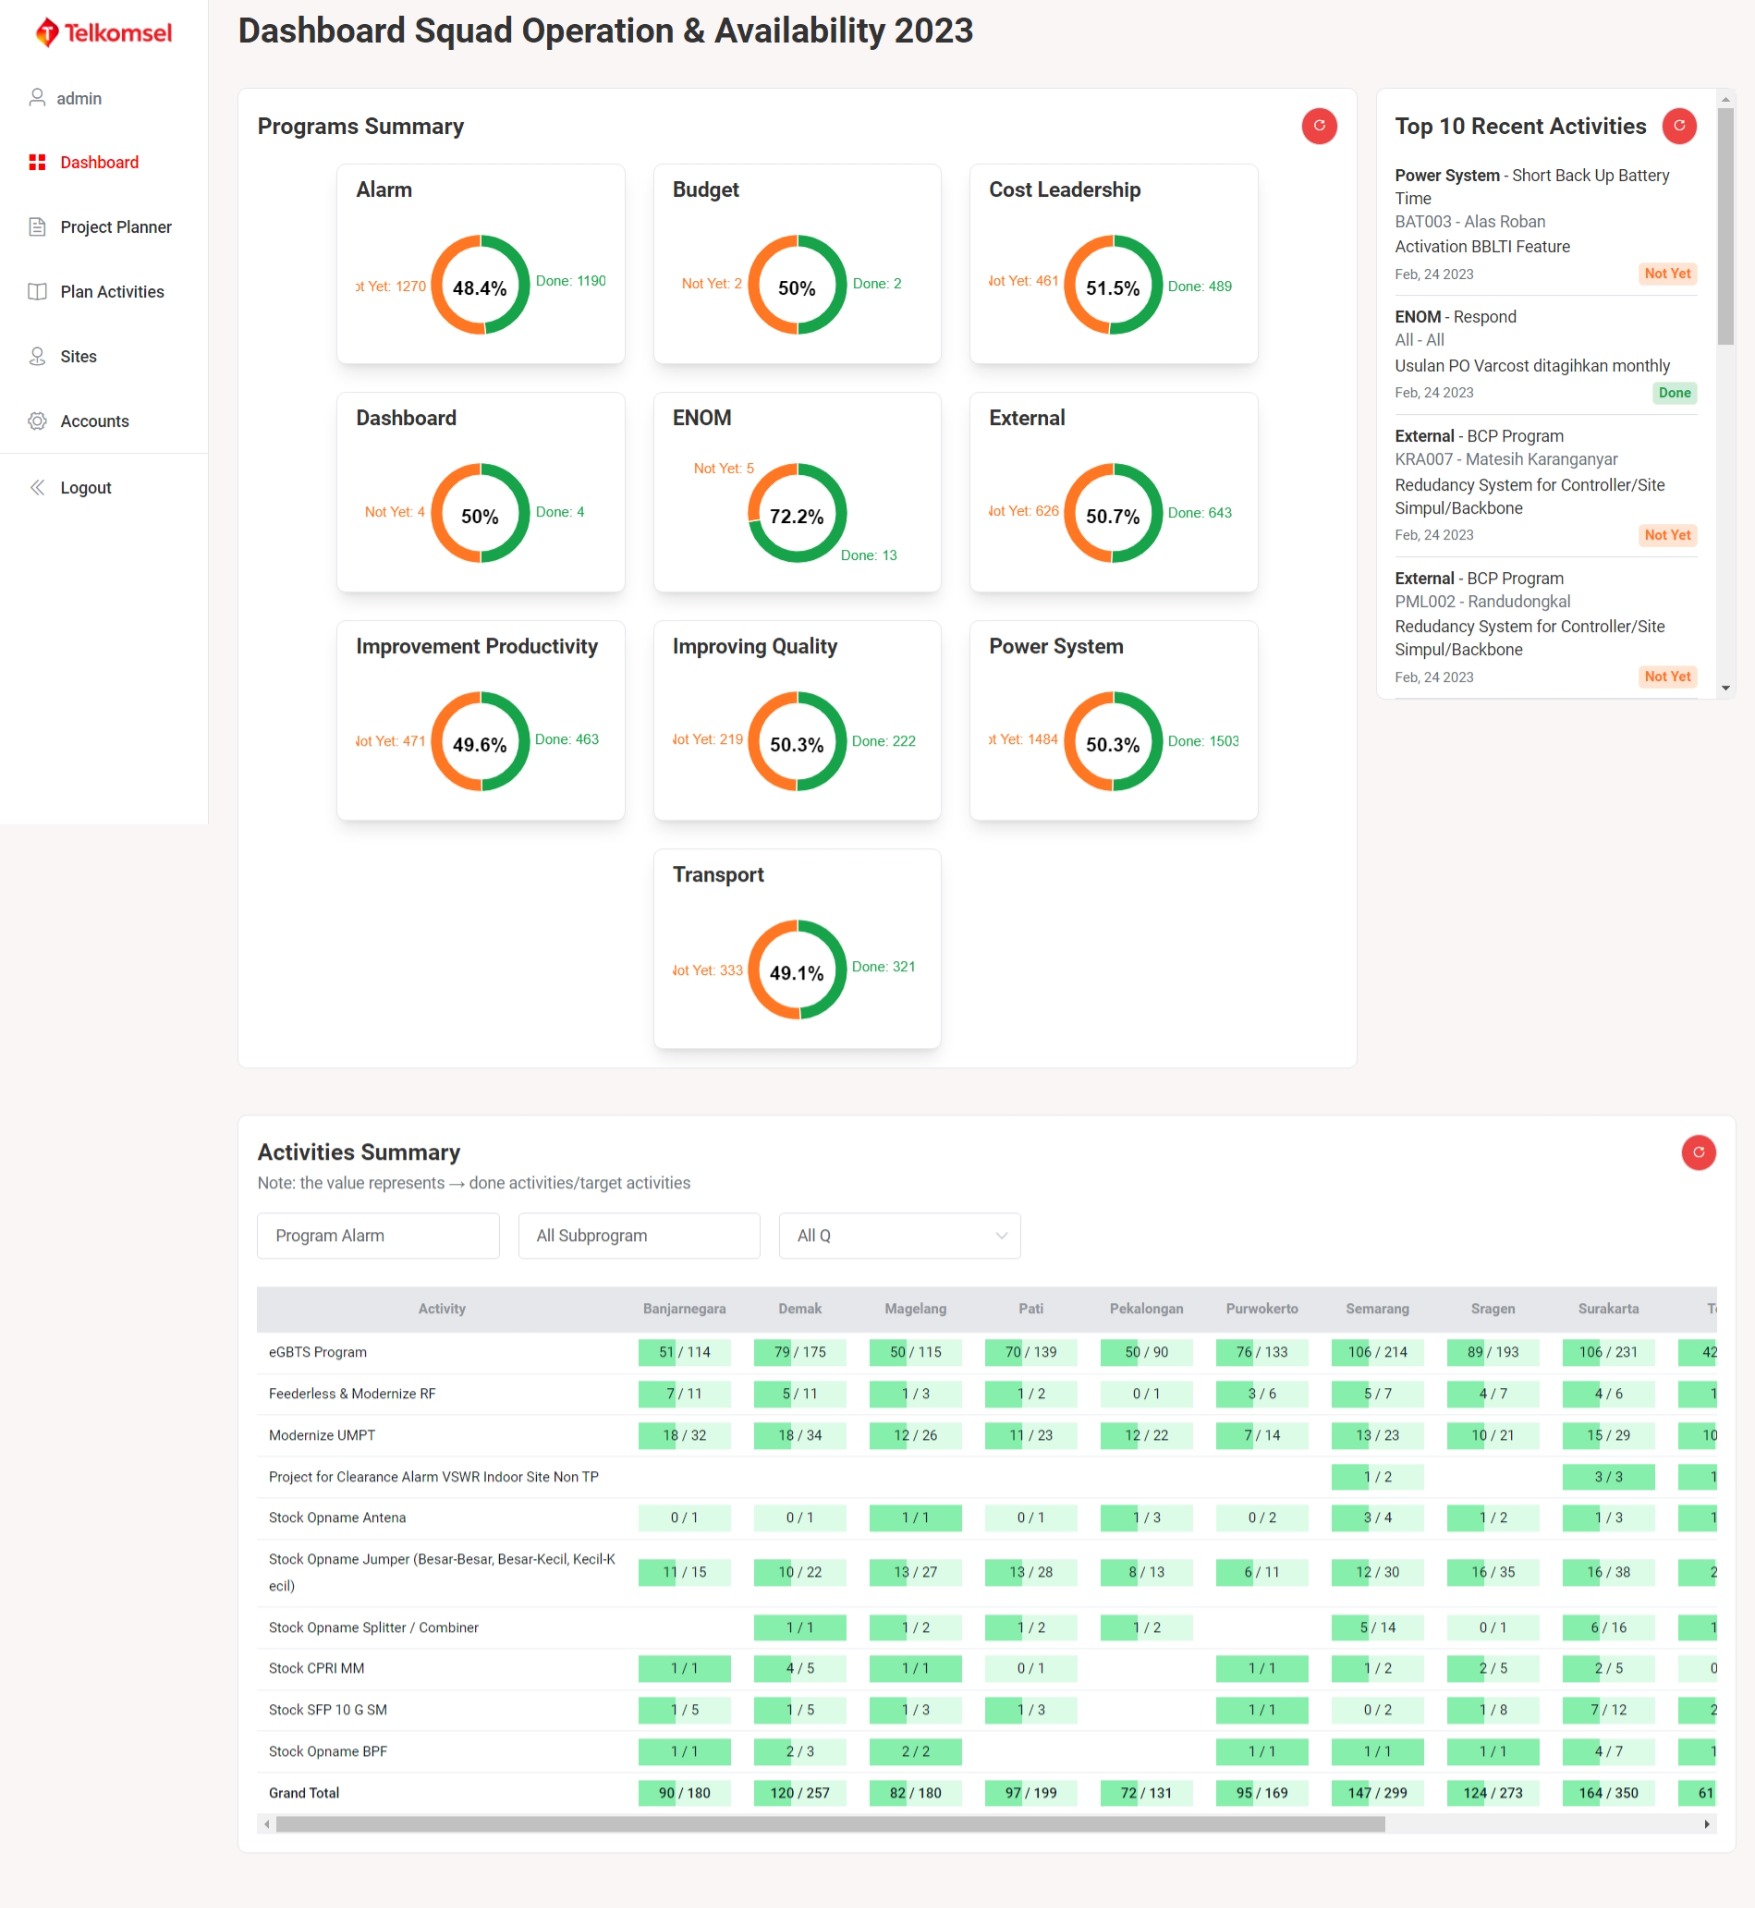 Telkomsel
admin
Dashboard
Project Planner
Plan Activities
Sites
Accounts
Logout
Dashboard Squad Operation & Availability 2023
Programs Summary
Alarm
ot Yet: 1270
48.4%
Done: 1190
Budget
Not Yet: 2
50%
Done: 2
Cost Leadership
Not Yet: 461
51.5%
Done: 489
Dashboard
Not Yet: 4
50%
Done: 4
ENOM
Not Yet: 5
72.2%
Done: 13
External
Not Yet: 626
50.7%
Done: 643
Improvement Productivity
Not Yet: 471
49.6%
Done: 463
Improving Quality
Not Yet: 219
50.3%
Done: 222
Power System
ot Yet: 1484
50.3%
Done: 1503
Transport
Not Yet: 333
49.1%
Done: 321
Top 10 Recent Activities
Power System - Short Back Up Battery
Time
BAT003 - Alas Roban
Activation BBLTI Feature
Feb, 24 2023 Not Yet
ENOM - Respond
All - All
Usulan PO Varcost ditagihkan monthly
Feb, 24 2023 Done
External - BCP Program
KRA007 - Matesih Karanganyar
Redudancy System for Controller/Site
Simpul/Backbone
Feb, 24 2023 Not Yet
External - BCP Program
PML002 - Randudongkal
Redudancy System for Controller/Site
Simpul/Backbone
Feb, 24 2023 Not Yet
Activities Summary
Note: the value represents → done activities/target activities
Program Alarm All Subprogram All Q
Activity Banjarnegara Demak Magelang Pati Pekalongan Purwokerto Semarang Sragen Surakarta
eGBTS Program 51 / 114 79 / 175 50 / 115 70 / 139 50 / 90 76 / 133 106 / 214 89 / 193 106 / 231 42
Feederless & Modernize RF 7 / 11 5 / 11 1 / 3 1 / 2 0 / 1 3 / 6 5 / 7 4 / 7 4 / 6 1
Modernize UMPT 18 / 32 18 / 34 12 / 26 11 / 23 12 / 22 7 / 14 13 / 23 10 / 21 15 / 29 10
Project for Clearance Alarm VSWR Indoor Site Non TP 1 / 2 3 / 3 1
Stock Opname Antena 0 / 1 0 / 1 1 / 1 0 / 1 1 / 3 0 / 2 3 / 4 1 / 2 1 / 3 1
Stock Opname Jumper (Besar-Besar, Besar-Kecil, Kecil-K
ecil) 11 / 15 10 / 22 13 / 27 13 / 28 8 / 13 6 / 11 12 / 30 16 / 35 16 / 38 2
Stock Opname Splitter / Combiner 1 / 1 1 / 2 1 / 2 1 / 2 5 / 14 0 / 1 6 / 16 1
Stock CPRI MM 1 / 1 4 / 5 1 / 1 0 / 1 1 / 1 1 / 2 2 / 5 2 / 5 0
Stock SFP 10 G SM 1 / 5 1 / 5 1 / 3 1 / 3 1 / 1 0 / 2 1 / 8 7 / 12 2
Stock Opname BPF 1 / 1 2 / 3 2 / 2 1 / 1 1 / 1 1 / 1 4 / 7 1
Grand Total 90 / 180 120 / 257 82 / 180 97 / 199 72 / 131 95 / 169 147 / 299 124 / 273 164 / 350 61